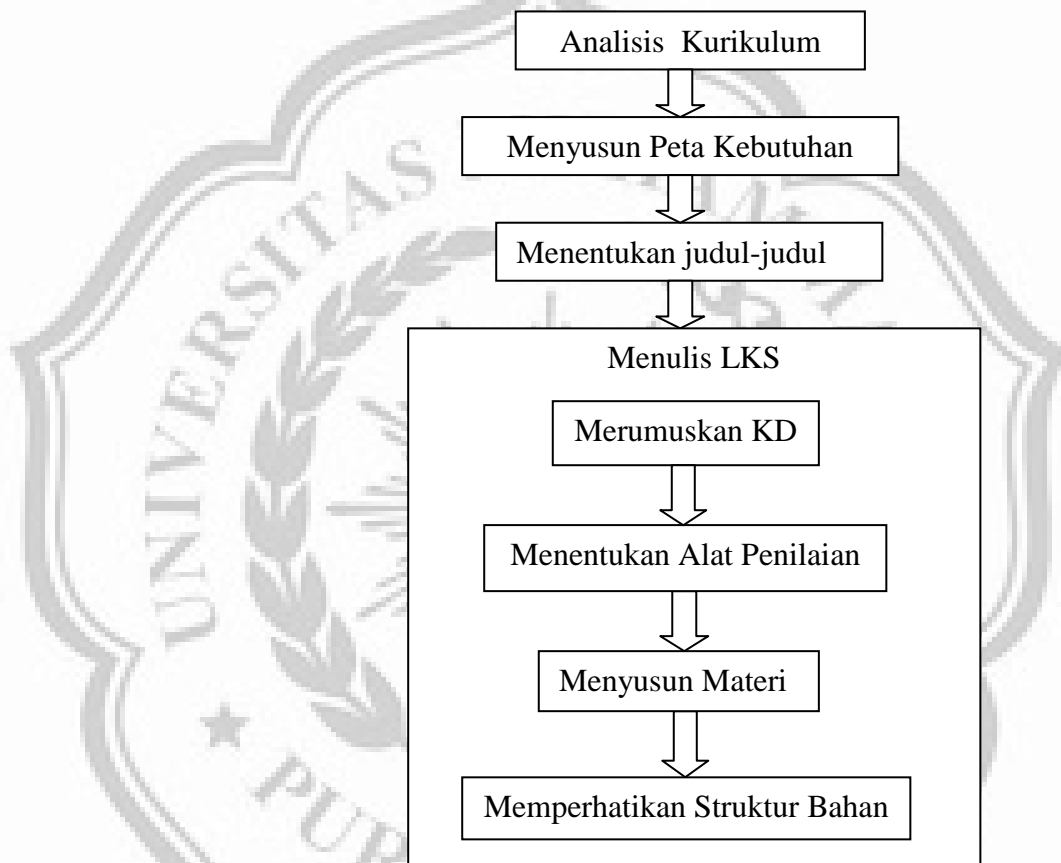 Analisis Kurikulum
Menyusun Peta Kebutuhan
Menentukan judul-judul
Menulis LKS
Merumuskan KD
Menentukan Alat Penilaian
Menyusun Materi
Memperhatikan Struktur Bahan
UNIVERSITAS